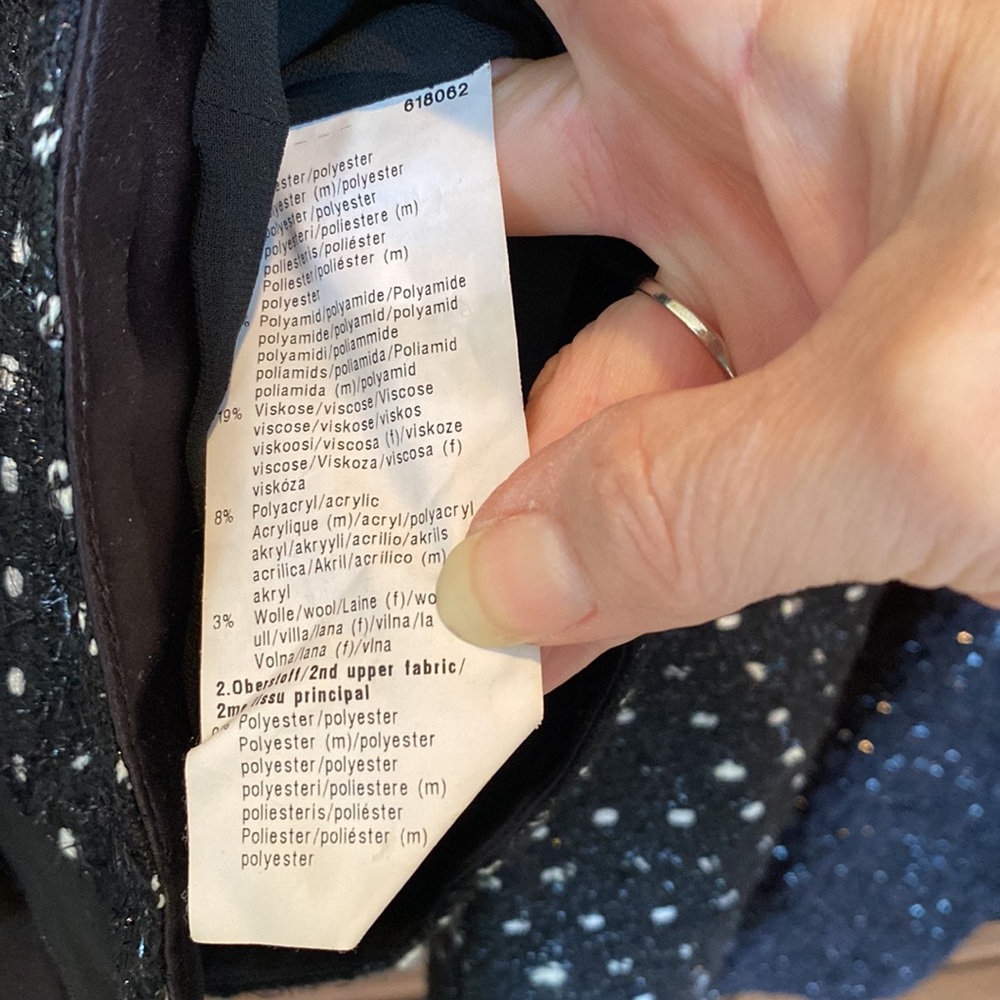 618062
ester/polyester
yester (m)/polyester
polyester/polyester
polyesteri/poliestere (m)
poliesteris/poliéster
Poliester/poliéster (m)
polyester
% Polyamid/polyamide/Polyamide
polyamide/polyamid/polyamid
polyamidi/poliammide
poliamids/poliamida/Poliamid
poliamida (m)/polyamid
19% Viskose/viscose/Viscose
viscose/viskose/viskos
viskoosi/viscosa (f)/viskoze
viscose/Viskoza/viscosa (f)
viskóza
8% Polyacryl/acrylic
Acrylique (m)/acryl/polyacryl
akryl/akryyli/acrilio/akrils
acrilica/Akril/acrílico (m)
akryl
3% Wolle/wool/Laine (f)/wo
ull/villa/lana (f)/vilna/la
Volna/lana (f)/vlna
2.Oberstoff/2nd upper fabric/
2me tissu principal
Polyester/polyester
Polyester (m)/polyester
polyester/polyester
polyesteri/poliestere (m)
poliesteris/poliéster
Poliester/poliéster (m)
polyester